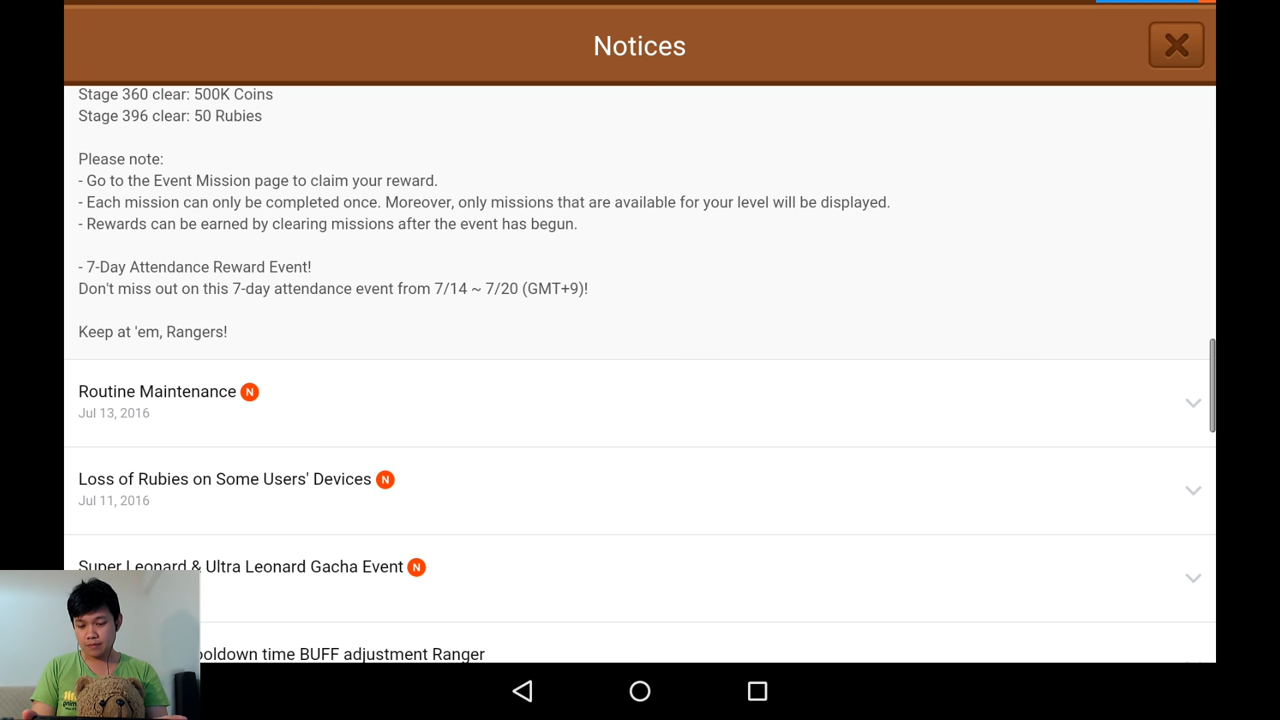 Notices
Stage 360 clear: 500K Coins
Stage 396 clear: 50 Rubies
Please note:
- Go to the Event Mission page to claim your reward.
- Each mission can only be completed once. Moreover, only missions that are available for your level will be displayed.
- Rewards can be earned by clearing missions after the event has begun.
- 7-Day Attendance Reward Event!
Don't miss out on this 7-day attendance event from 7/14 ~ 7/20 (GMT+9)!
Keep at 'em, Rangers!
Routine Maintenance N
Jul 13, 2016
Loss of Rubies on Some Users' Devices N
Jul 11, 2016
Super Leonard & Ultra Leonard Gacha Event N
time BUFF adjustment Ranger